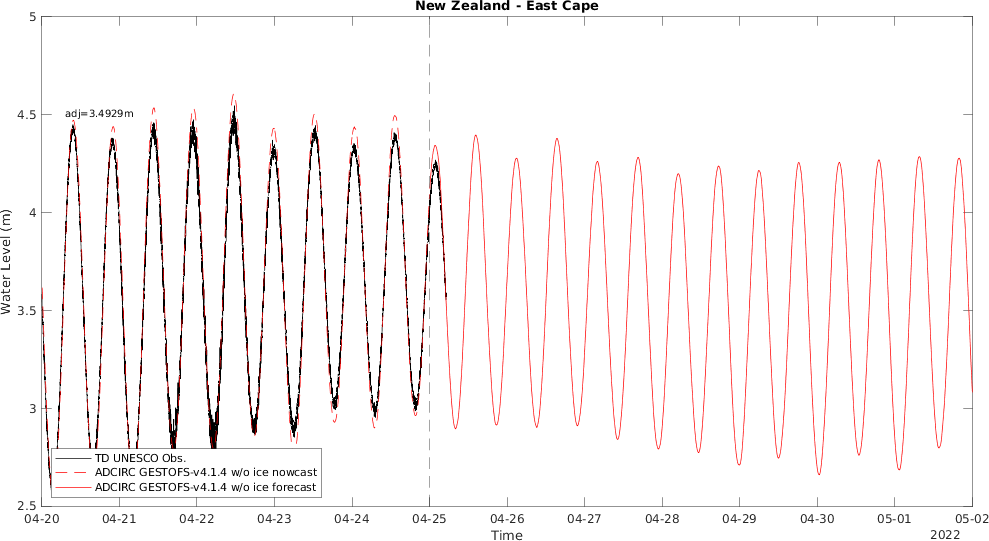 New Zealand - East Cape
5
4.5
4
3.5
3
2.5
Water Level (m)
adj=3.4929m
TD UNESCO Obs.
ADCIRC GESTOFS-v4.1.4 w/o ice nowcast
ADCIRC GESTOFS-v4.1.4 w/o ice forecast
04-20 04-21 04-22 04-23 04-24 04-25 04-26 04-27 04-28 04-29 04-30 05-01 05-02
Time
2022